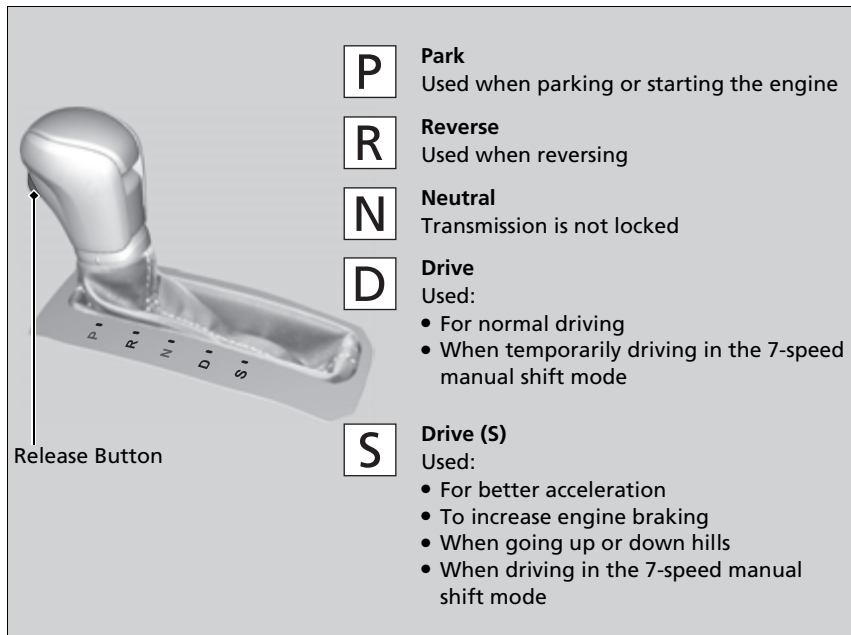 P
Park
Used when parking or starting the engine
R
Reverse
Used when reversing
N
Neutral
Transmission is not locked
D
Drive
Used:
• For normal driving
• When temporarily driving in the 7-speed
manual shift mode
P
R
N
D
S
Release Button
S
Drive (S)
Used:
• For better acceleration
• To increase engine braking
• When going up or down hills
• When driving in the 7-speed manual
shift mode